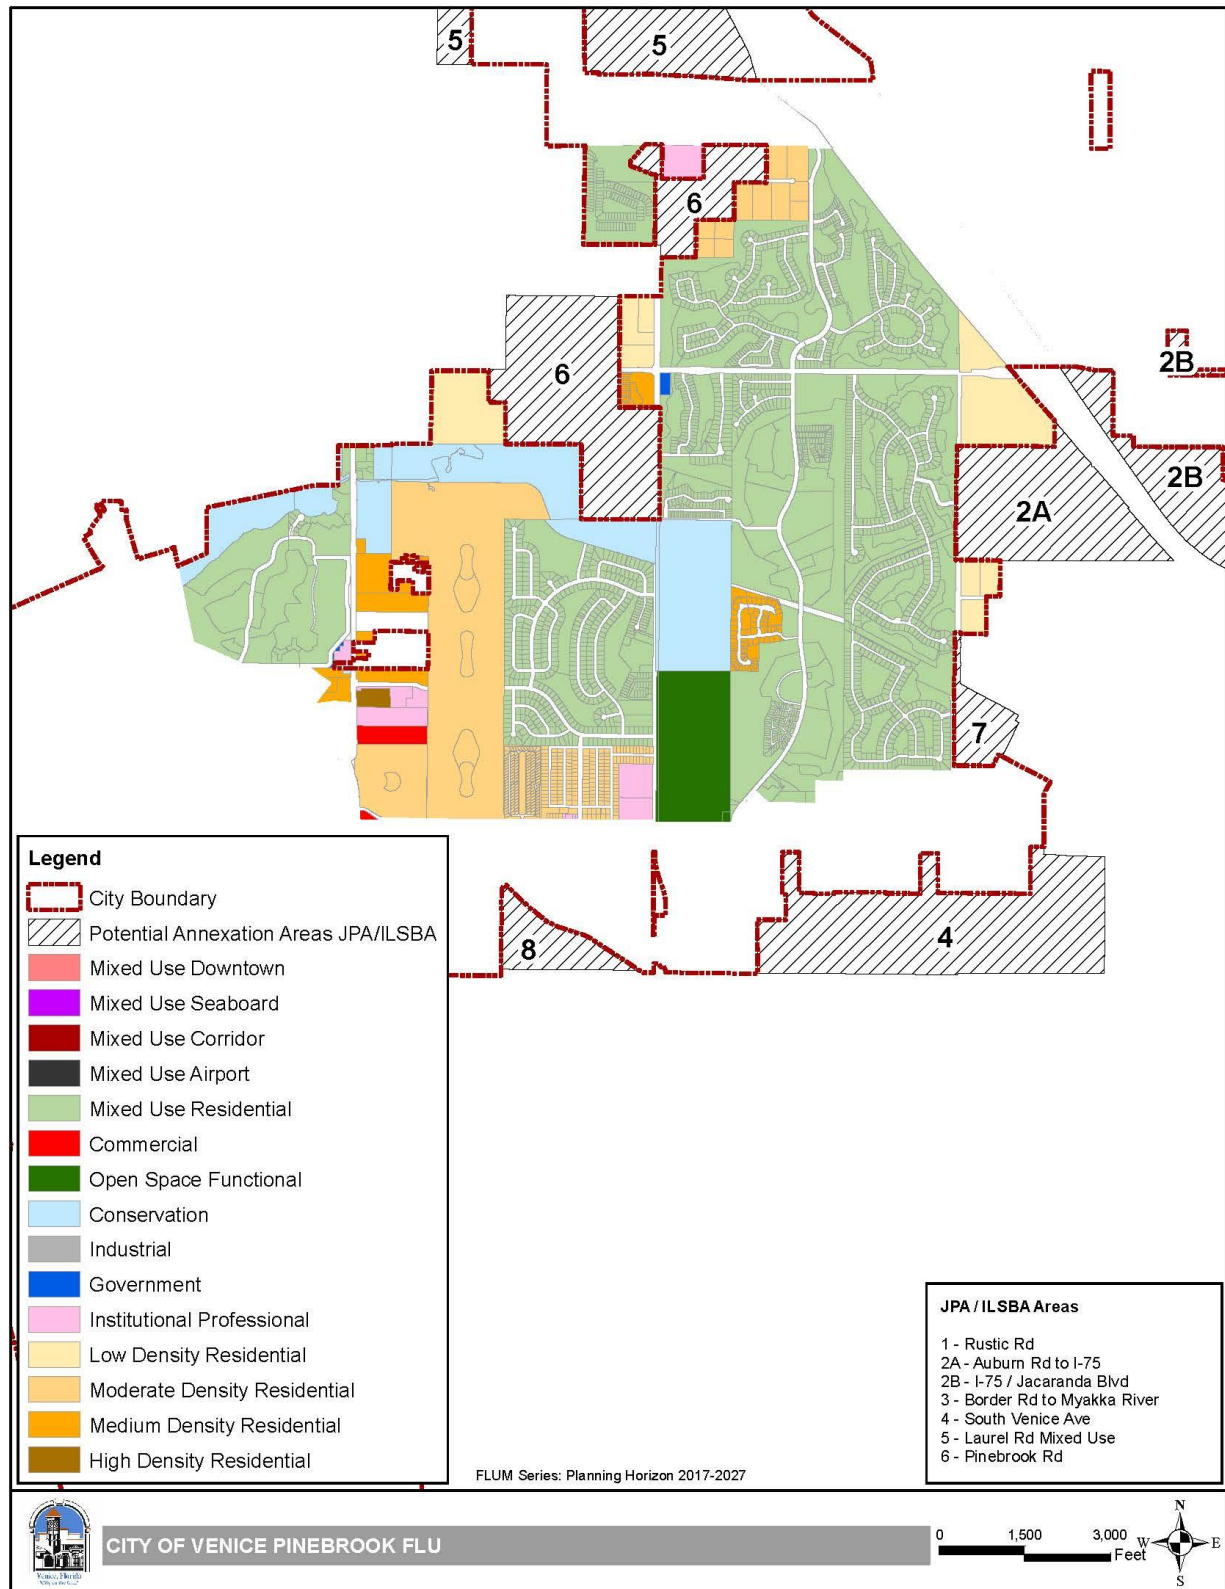 5
5
6
6
2B
2B
2A
7
4
8
Legend
City Boundary
Potential Annexation Areas JPA/ILSBA
Mixed Use Downtown
Mixed Use Seaboard
Mixed Use Corridor
Mixed Use Airport
Mixed Use Residential
Commercial
Open Space Functional
Conservation
Industrial
Government
Institutional Professional
Low Density Residential
Moderate Density Residential
Medium Density Residential
High Density Residential
JPA / ILSBA Areas
1 - Rustic Rd
2A - Auburn Rd to I-75
2B - I-75 / Jacaranda Blvd
3 - Border Rd to Myakka River
4 - South Venice Ave
5 - Laurel Rd Mixed Use
6 - Pinebrook Rd
FLUM Series: Planning Horizon 2017-2027
Venice, Florida
CITY OF VENICE PINEBROOK FLU
0 1,500 3,000
Feet
N
W E
S